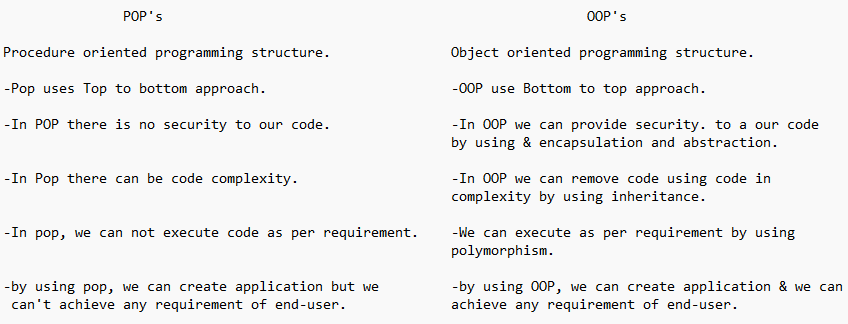 POP's
OOP's
Procedure oriented programming structure.
Object oriented programming structure.
-Pop uses Top to bottom approach.
-OOP use Bottom to top approach.
-In POP there is no security to our code.
-In OOP we can provide security. to a our code
by using & encapsulation and abstraction.
-In Pop there can be code complexity.
-In OOP we can remove code using code in
complexity by using inheritance.
-In pop, we can not execute code as per requirement.
-We can execute as per requirement by using
polymorphism.
-by using pop, we can create application but we
can't achieve any requirement of end-user.
-by using OOP, we can create application & we can
achieve any requirement of end-user.